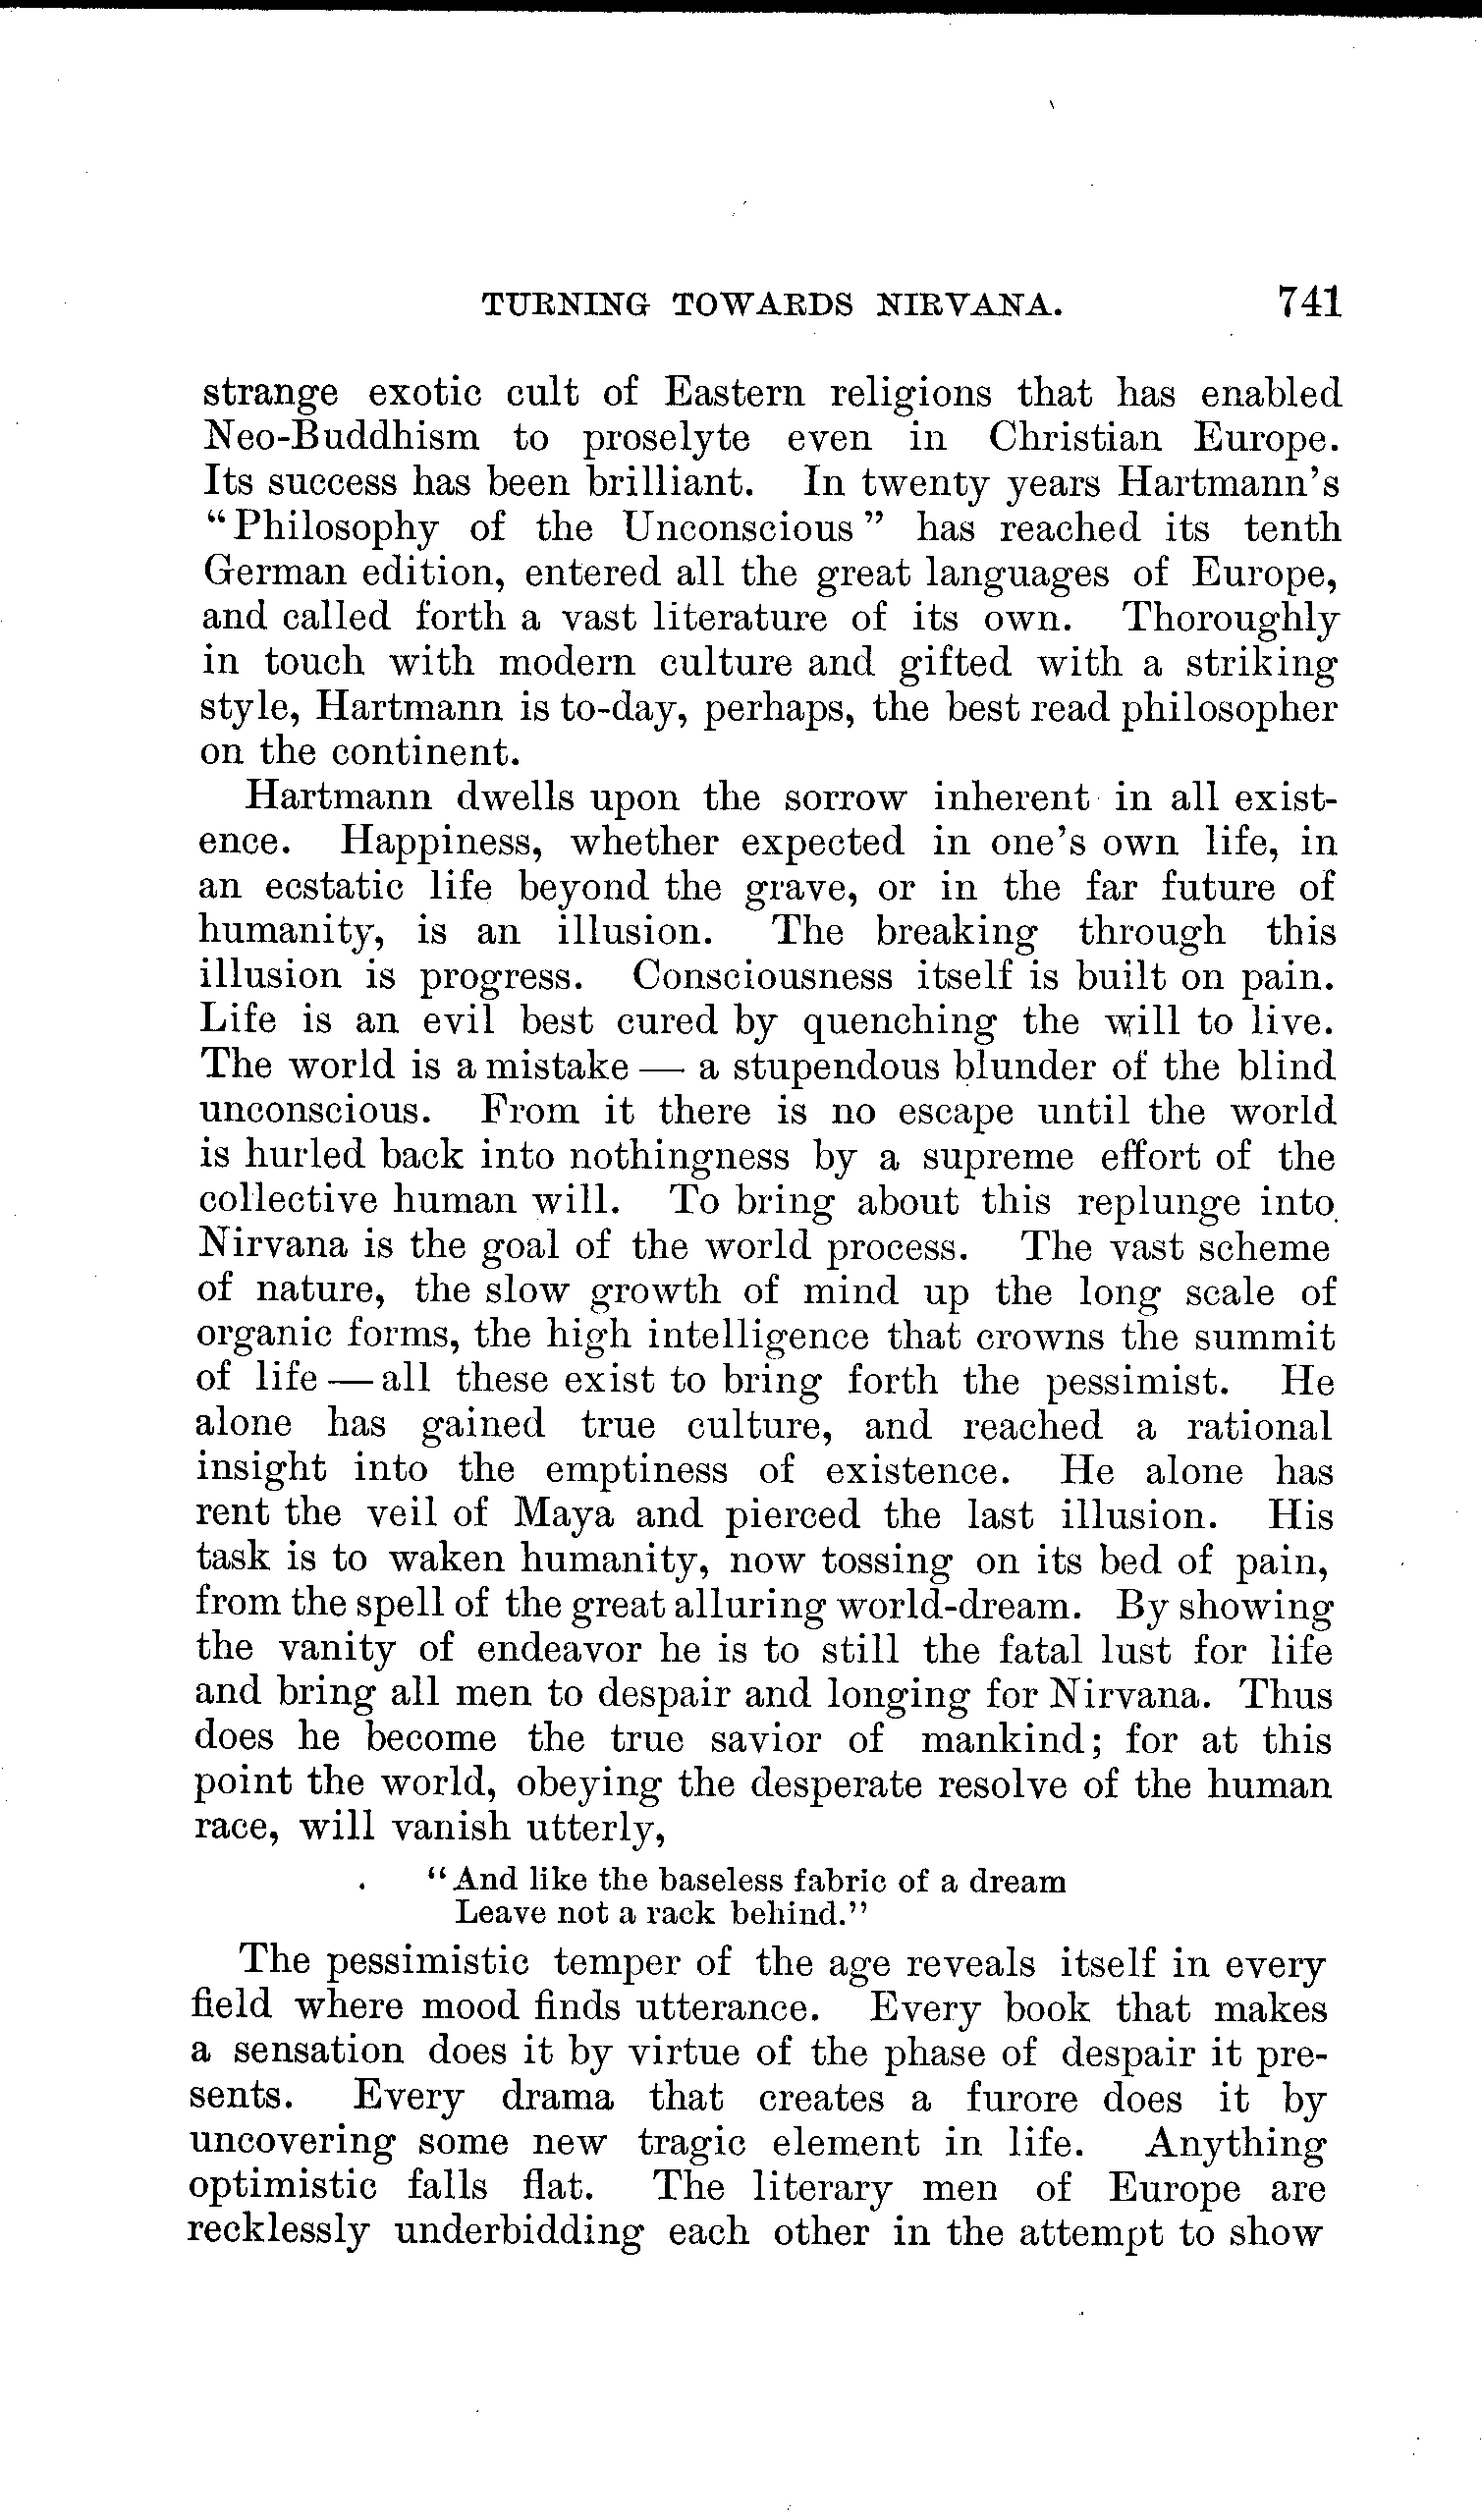 TURNING TOWARDS NIRVANA. 741
strange exotic cult of Eastern religions that has enabled
Neo-Buddhism to proselyte even in Christian Europe.
Its success has been brilliant. In twenty years Hartmann's
"Philosophy of the Unconscious" has reached its tenth
German edition, entered all the great languages of Europe,
and called forth a vast literature of its own. Thoroughly
in touch with modern culture and gifted with a striking
style, Hartmann is to-day, perhaps, the best read philosopher
on the continent.
Hartmann dwells upon the sorrow inherent in all exist-
ence. Happiness, whether expected in one's own life, in
an ecstatic life beyond the grave, or in the far future of
humanity, is an illusion. The breaking through this
illusion is progress. Consciousness itself is built on pain.
Life is an evil best cured by quenching the will to live.
The world is a mistake — a stupendous blunder of the blind
unconscious. From it there is no escape until the world
is hurled back into nothingness by a supreme effort of the
collective human will. To bring about this replunge into
Nirvana is the goal of the world process. The vast scheme
of nature, the slow growth of mind up the long scale of
organic forms, the high intelligence that crowns the summit
of life — all these exist to bring forth the pessimist. He
alone has gained true culture, and reached a rational
insight into the emptiness of existence. He alone has
rent the veil of Maya and pierced the last illusion. His
task is to waken humanity, now tossing on its bed of pain,
from the spell of the great alluring world-dream. By showing
the vanity of endeavor he is to still the fatal lust for life
and bring all men to despair and longing for Nirvana. Thus
does he become the true savior of mankind; for at this
point the world, obeying the desperate resolve of the human
race, will vanish utterly,
"And like the baseless fabric of a dream
Leave not a rack behind."
The pessimistic temper of the age reveals itself in every
field where mood finds utterance. Every book that makes
a sensation does it by virtue of the phase of despair it pre-
sents. Every drama that creates a furore does it by
uncovering some new tragic element in life. Anything
optimistic falls flat. The literary men of Europe are
recklessly underbidding each other in the attempt to show